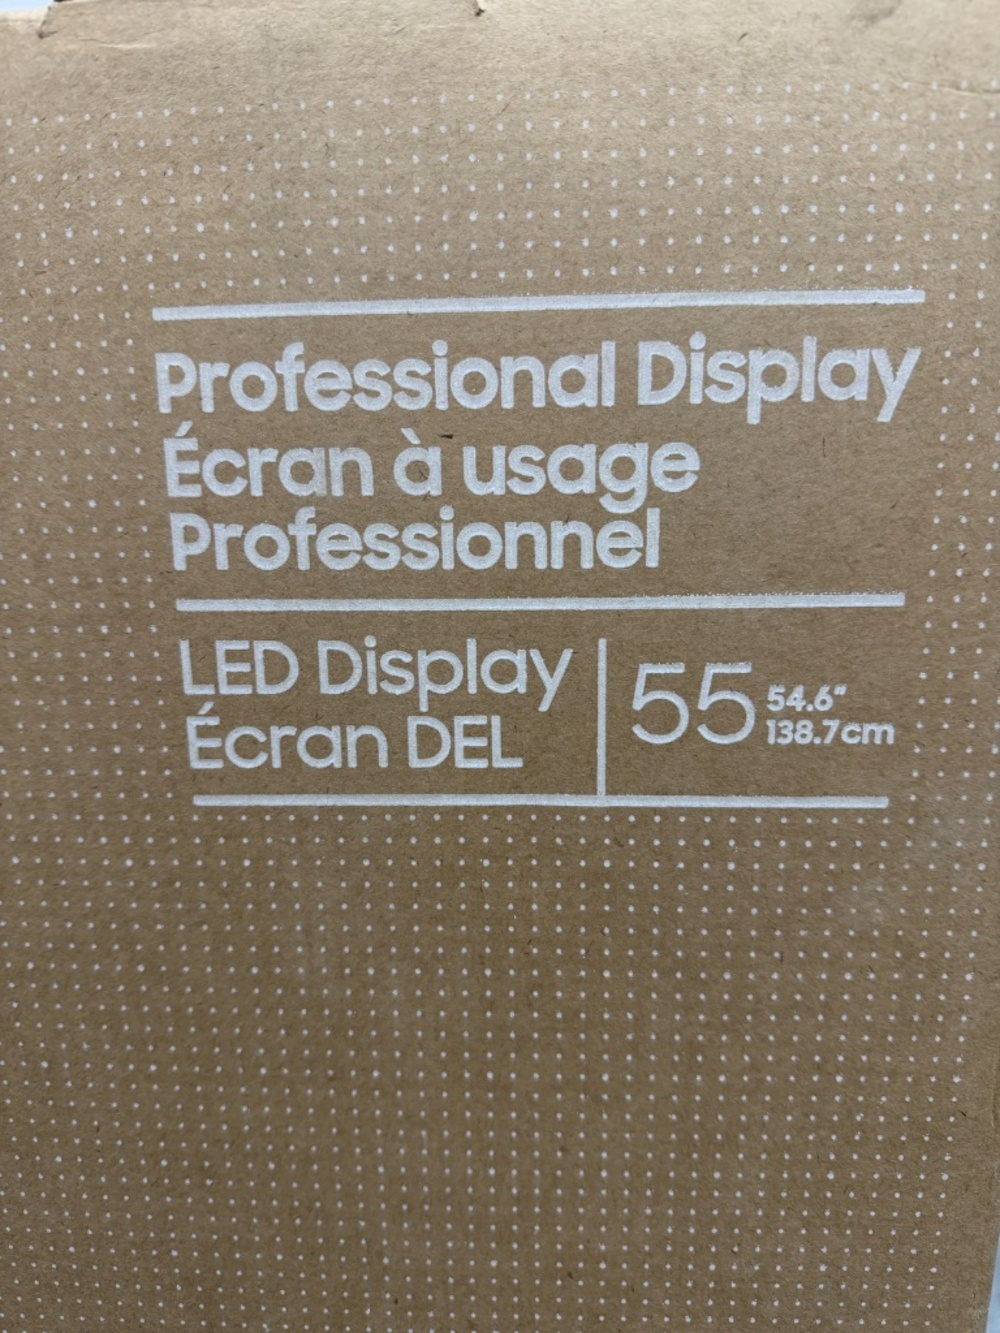 Professional Display
Écran à usage
Professionnel
LED Display
Écran DEL
55
54.6"
138.7cm